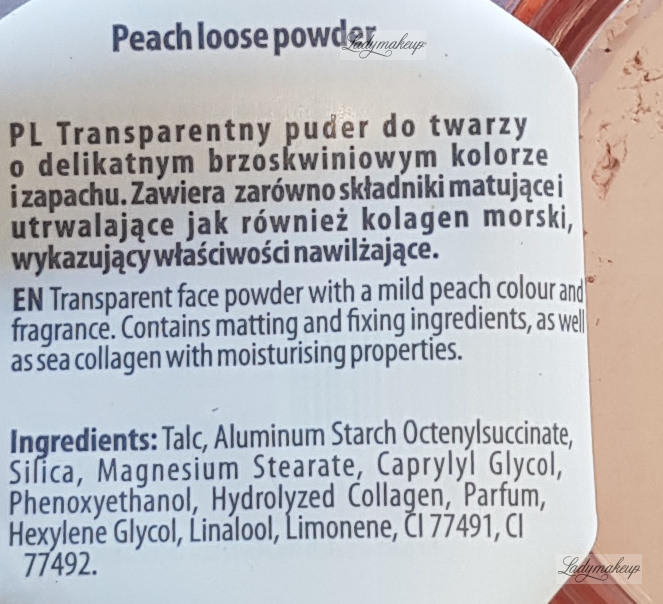 Peach loose powder
Ladymakeup
PL Transparentny puder do twarzy
o delikatnym brzoskwiniowym kolorze
i zapachu. Zawiera zarówno składniki matujące i
utrwalające jak również kolagen morski,
wykazujący właściwości nawilżające.
EN Transparent face powder with a mild peach colour and
fragrance. Contains matting and fixing ingredients, as well
as sea collagen with moisturising properties.
Ingredients: Talc, Aluminum Starch Octenylsuccinate,
Silica, Magnesium Stearate, Caprylyl Glycol,
Phenoxyethanol, Hydrolyzed Collagen, Parfum,
Hexylene Glycol, Linalool, Limonene, CI 77491, CI
77492.
Ladymakeup